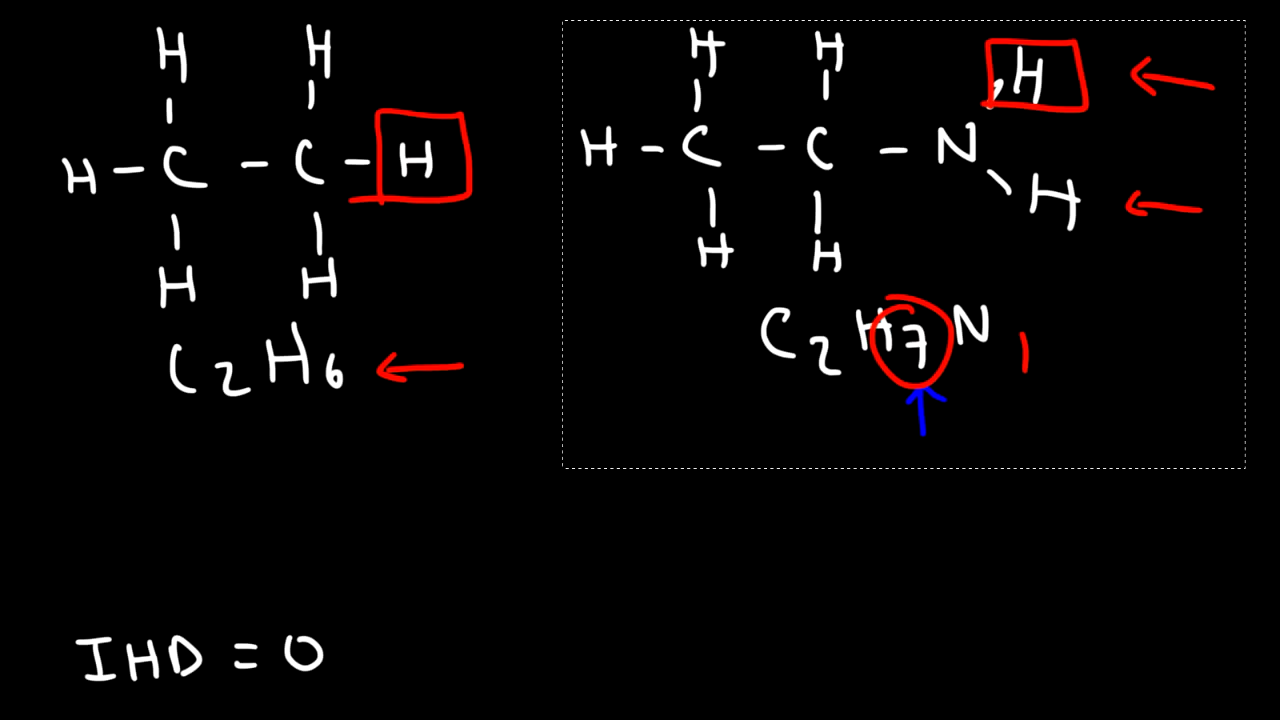 H H
H - C - C - H
H H
C2H6
H H H
H - C - C - N
H
H H
C2H7N
IHD = 0